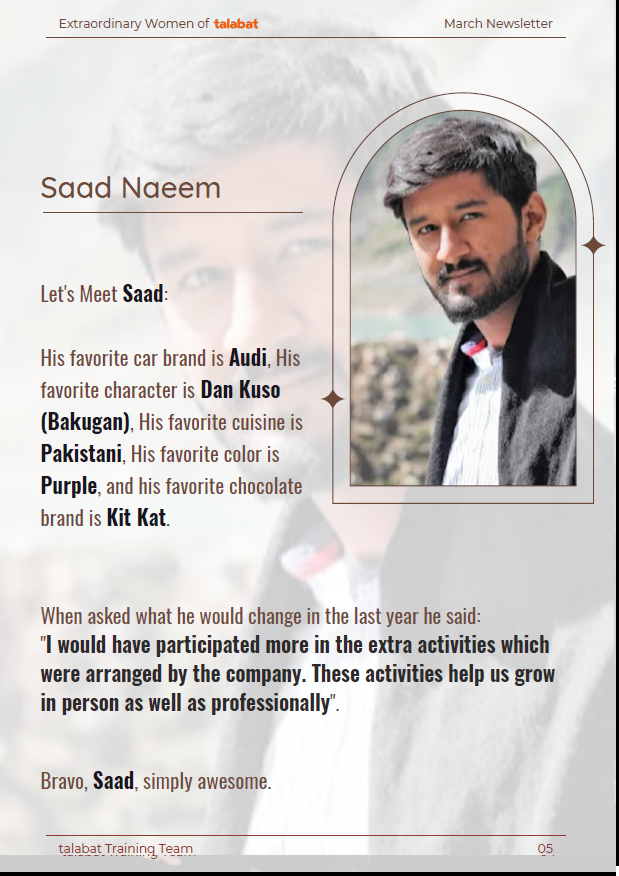 Extraordinary Women of talabat
March Newsletter
Saad Naeem
Let's Meet Saad:
His favorite car brand is Audi, His
favorite character is Dan Kuso
(Bakugan), His favorite cuisine is
Pakistani, His favorite color is
Purple, and his favorite chocolate
brand is Kit Kat.
When asked what he would change in the last year he said:
"I would have participated more in the extra activities which
were arranged by the company. These activities help us grow
in person as well as professionally".
Bravo, Saad, simply awesome.
talabat Training Team
05